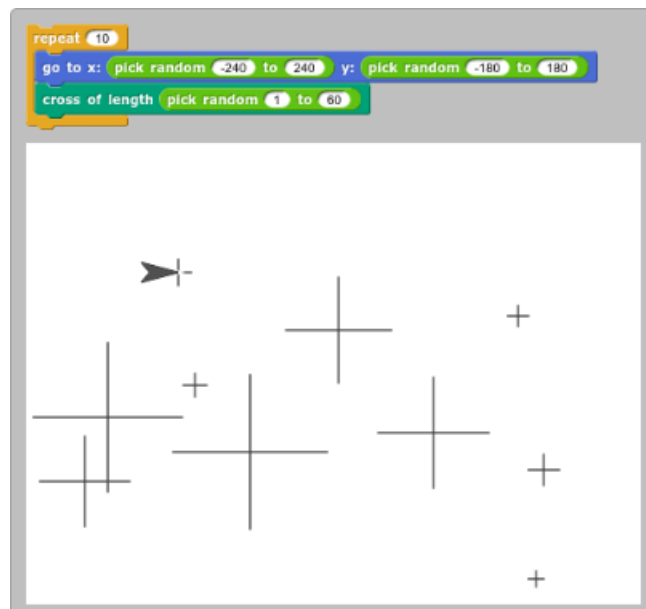 repeat 10
go to x: pick random -240 to 240 y: pick random -180 to 180
cross of length pick random 1 to 60